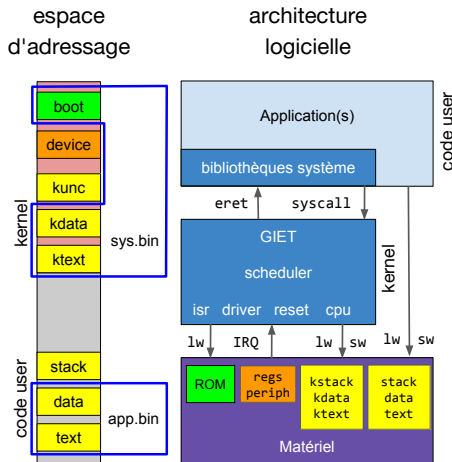 espace
d'adressage
architecture
logicielle
boot
device
kunc
kdata
ktext
kernel
sys.bin
stack
data
text
code user
app.bin
Application(s)
code user
bibliothèques système
eret
syscall
GIET
scheduler
kernel
isr driver reset cpu
lw IRQ lw sw lw sw
ROM
regs
periph
kstack
kdata
ktext
stack
data
text
Matériel